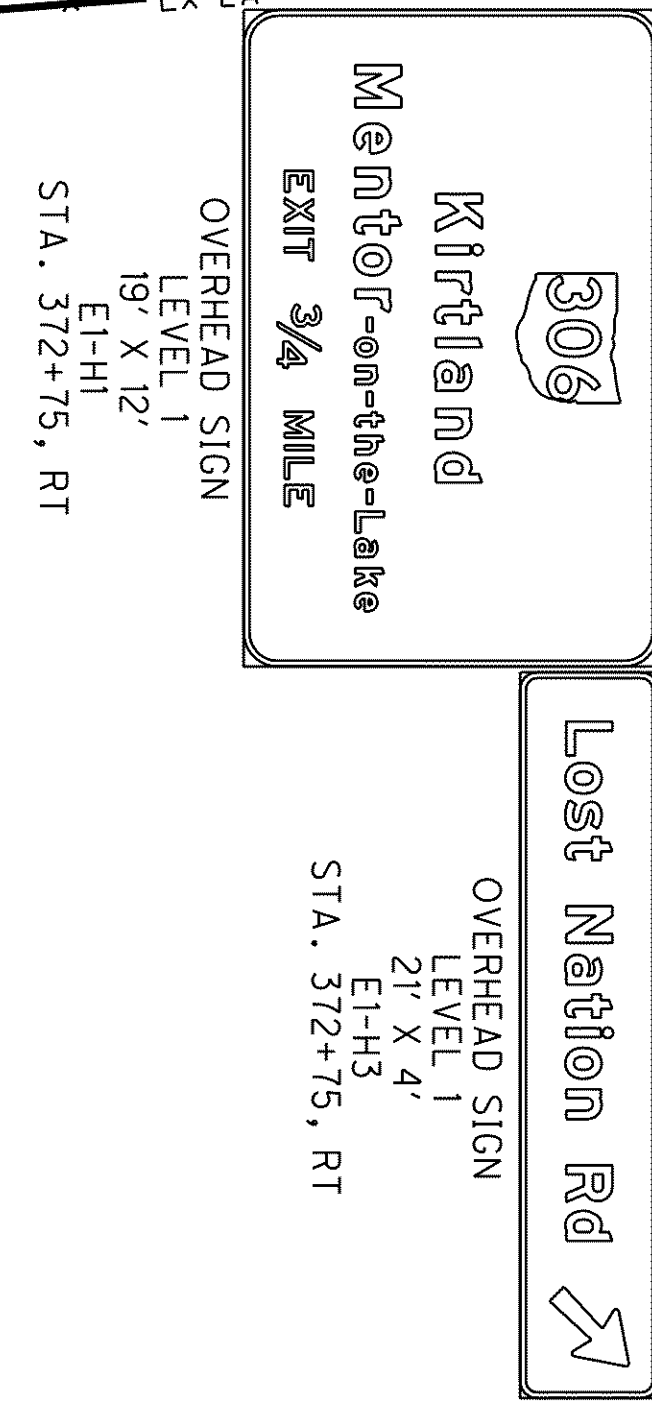 306
Kirtland
Mentor-on-the-Lake
EXIT 3/4 MILE
OVERHEAD SIGN
LEVEL 1
19' X 12'
E1-H1
STA. 372+75, RT
Lost Nation Rd
OVERHEAD SIGN
LEVEL 1
21' X 4'
E1-H3
STA. 372+75, RT